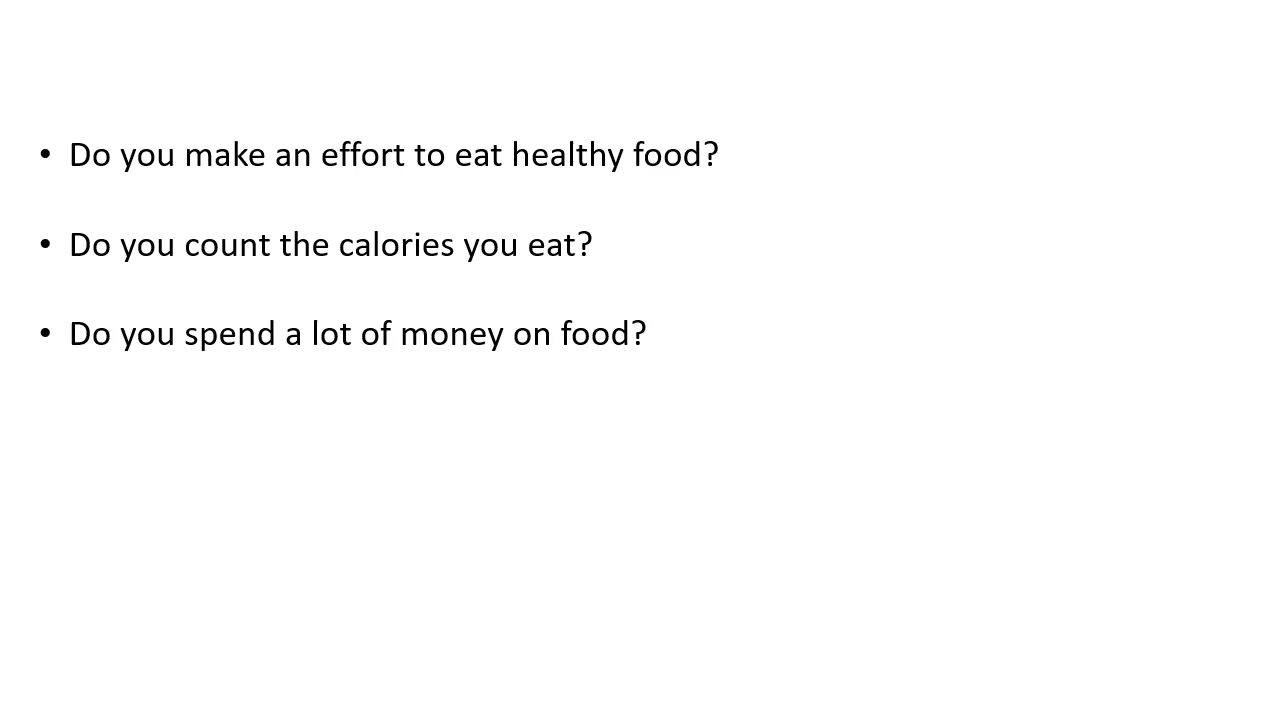 • Do you make an effort to eat healthy food?
• Do you count the calories you eat?
• Do you spend a lot of money on food?